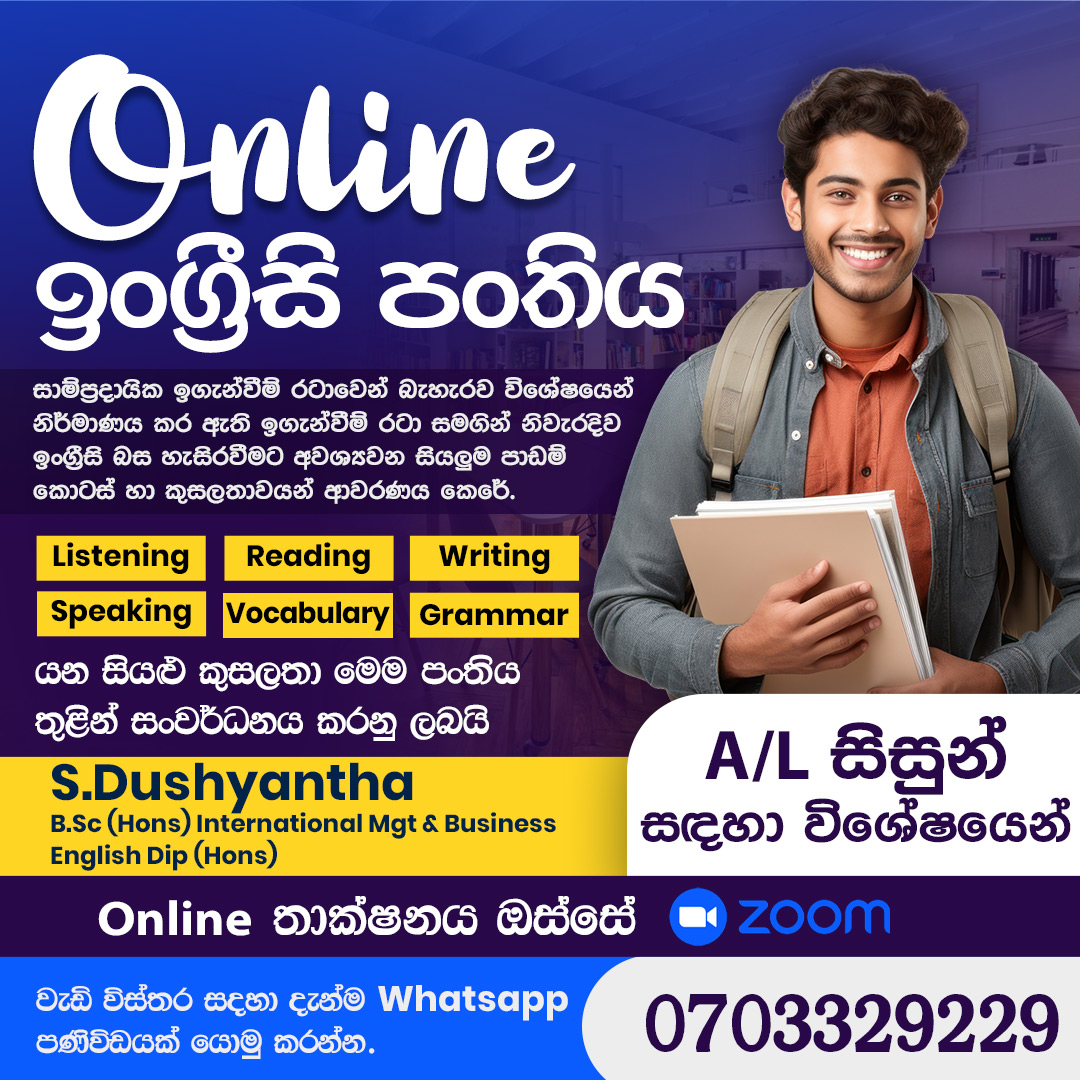 Online
ඉංග්‍රීසි පංතිය
සාම්ප්‍රදායික ඉගැන්වීම් රටාවෙන් බැහැරව විශේෂයෙන්
නිර්මාණය කර ඇති ඉගැන්වීම් රටා සමගින් නිවැරදිව
ඉංග්‍රීසි බස හැසිරවීමට අවශ්‍යවන සියලුම පාඩම්
කොටස් හා කුසලතාවයන් ආවරණය කෙරේ.
Listening Reading Writing
Speaking Vocabulary Grammar
යන සියළු කුසලතා මෙම පංතිය
තුළින් සංවර්ධනය කරනු ලබයි
S.Dushyantha
B.Sc (Hons) International Mgt & Business
English Dip (Hons)
A/L සිසුන්
සඳහා විශේෂයෙන්
Online තාක්ෂනය ඔස්සේ zoom
වැඩි විස්තර සදහා දැන්ම Whatsapp
පණිවිඩයක් යොමු කරන්න.
0703329229